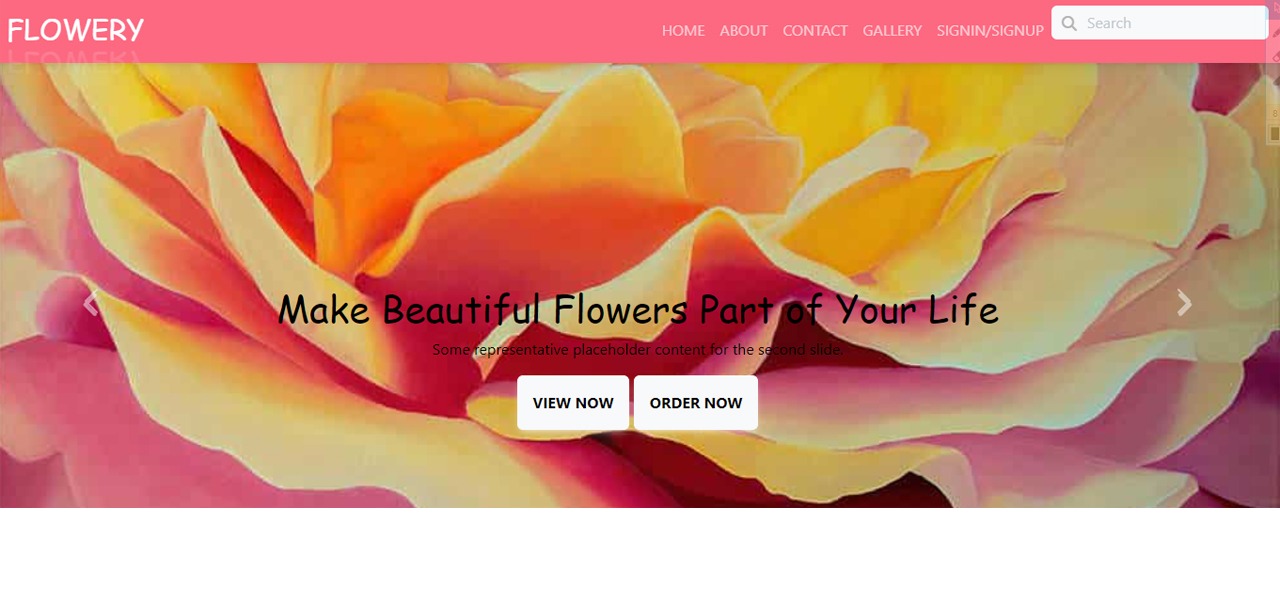 FLOWERY
HOME ABOUT CONTACT GALLERY SIGNIN/SIGNUP Search
Make Beautiful Flowers Part of Your Life
Some representative placeholder content for the second slide.
VIEW NOW ORDER NOW